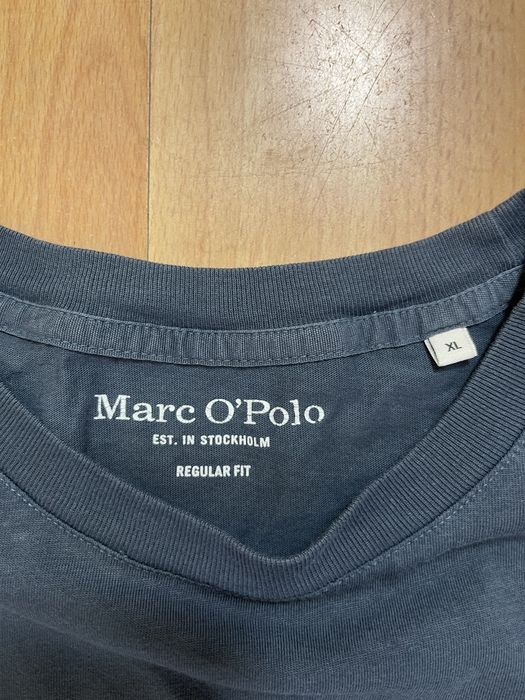 XL
Marc O'Polo
EST. IN STOCKHOLM
REGULAR FIT